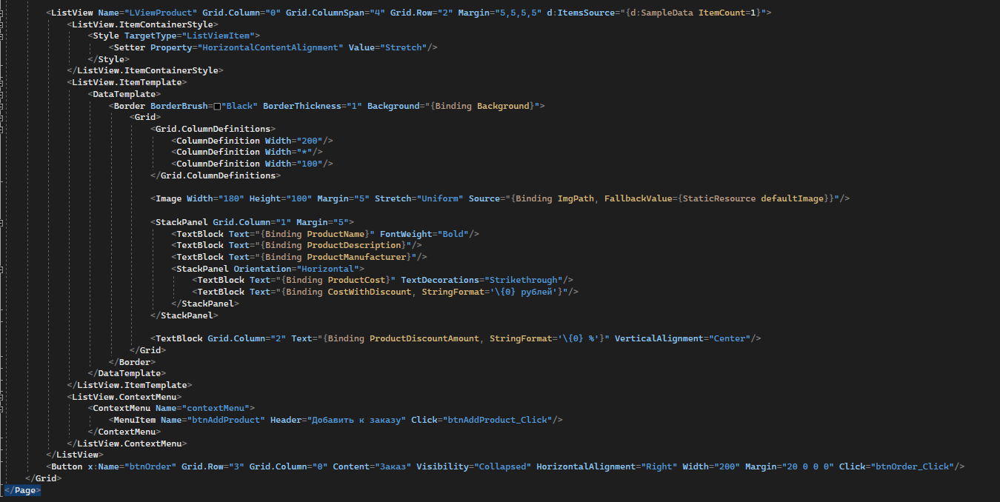 <ListView Name="LViewProduct" Grid.Column="0" Grid.ColumnSpan="4" Grid.Row="2" Margin="5,5,5,5" d:ItemsSource="{d:SampleData ItemCount=1}">
<ListView.ItemContainerStyle>
<Style TargetType="ListViewItem">
<Setter Property="HorizontalContentAlignment" Value="Stretch"/>
</Style>
</ListView.ItemContainerStyle>
<ListView.ItemTemplate>
<DataTemplate>
<Border BorderBrush="Black" BorderThickness="1" Background="{Binding Background}">
<Grid>
<Grid.ColumnDefinitions>
<ColumnDefinition Width="200"/>
<ColumnDefinition Width="*"/>
<ColumnDefinition Width="100"/>
</Grid.ColumnDefinitions>
<Image Width="180" Height="100" Margin="5" Stretch="Uniform" Source="{Binding ImgPath, FallbackValue={StaticResource defaultImage}}"/>
<StackPanel Grid.Column="1" Margin="5">
<TextBlock Text="{Binding ProductName}" FontWeight="Bold"/>
<TextBlock Text="{Binding ProductDescription}"/>
<TextBlock Text="{Binding ProductManufacturer}"/>
<StackPanel Orientation="Horizontal">
<TextBlock Text="{Binding ProductCost}" TextDecorations="Strikethrough"/>
<TextBlock Text="{Binding CostWithDiscount, StringFormat='\{0} рублей'}"/>
</StackPanel>
</StackPanel>
<TextBlock Grid.Column="2" Text="{Binding ProductDiscountAmount, StringFormat='\{0} %'}" VerticalAlignment="Center"/>
</Grid>
</Border>
</DataTemplate>
</ListView.ItemTemplate>
<ListView.ContextMenu>
<ContextMenu Name="contextMenu">
<MenuItem Name="btnAddProduct" Header="Добавить к заказу" Click="btnAddProduct_Click"/>
</ContextMenu>
</ListView.ContextMenu>
</ListView>
<Button x:Name="btnOrder" Grid.Row="3" Grid.Column="0" Content="Заказ" Visibility="Collapsed" HorizontalAlignment="Right" Width="200" Margin="20 0 0 0" Click="btnOrder_Click"/>
</Grid>
</Page>